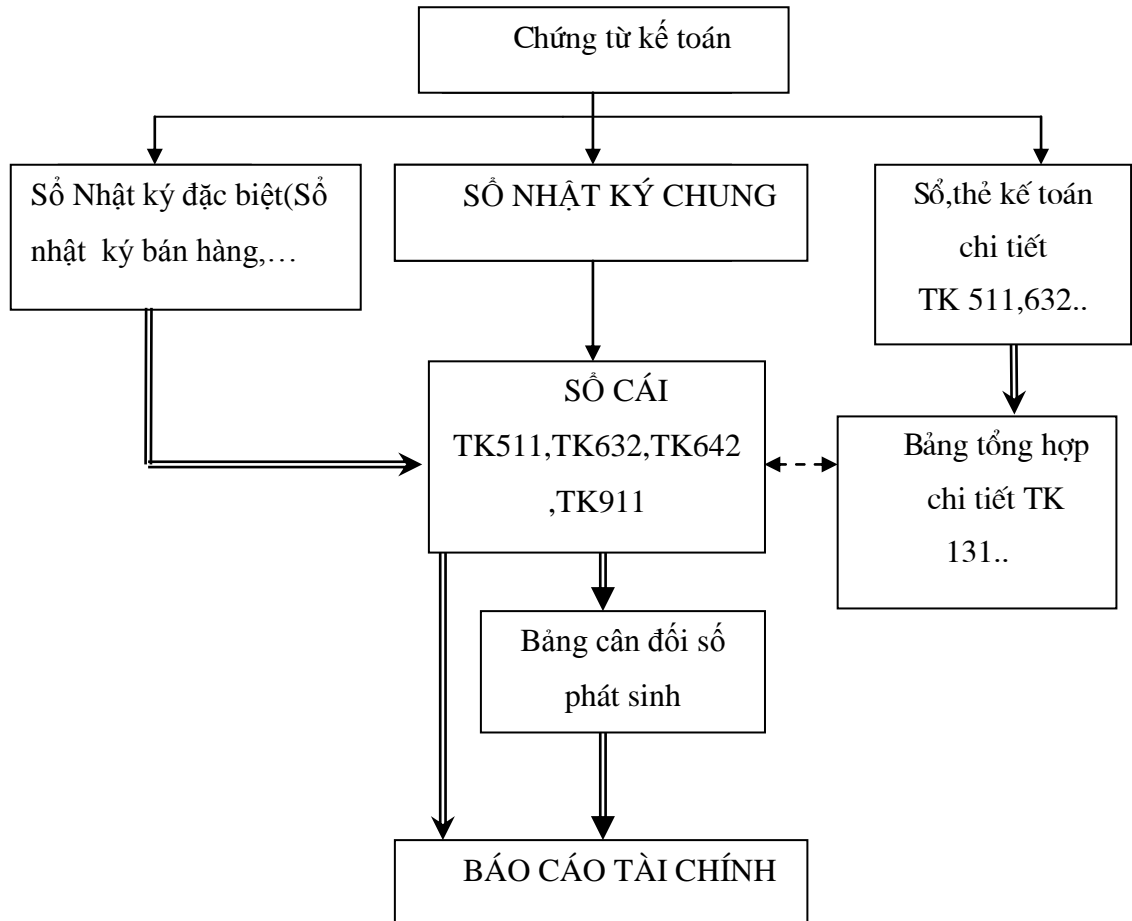 Chứng từ kế toán
Sổ Nhật ký đặc biệt(Sổ
nhật ký bán hàng,…
SỔ NHẬT KÝ CHUNG
Sổ,thẻ kế toán
chi tiết
TK 511,632..
SỔ CÁI
TK511,TK632,TK642
,TK911
Bảng tổng hợp
chi tiết TK
131..
Bảng cân đối số
phát sinh
BÁO CÁO TÀI CHÍNH